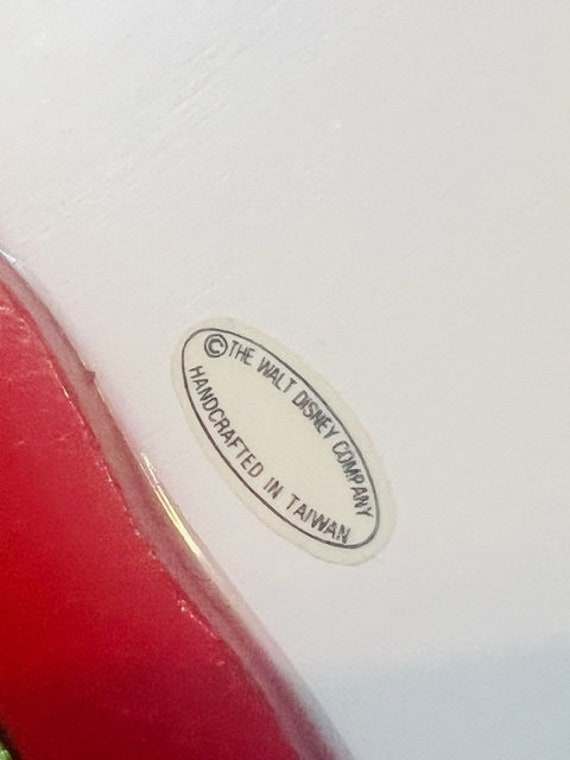 © THE WALT DISNEY COMPANY
HANDCRAFTED IN TAIWAN